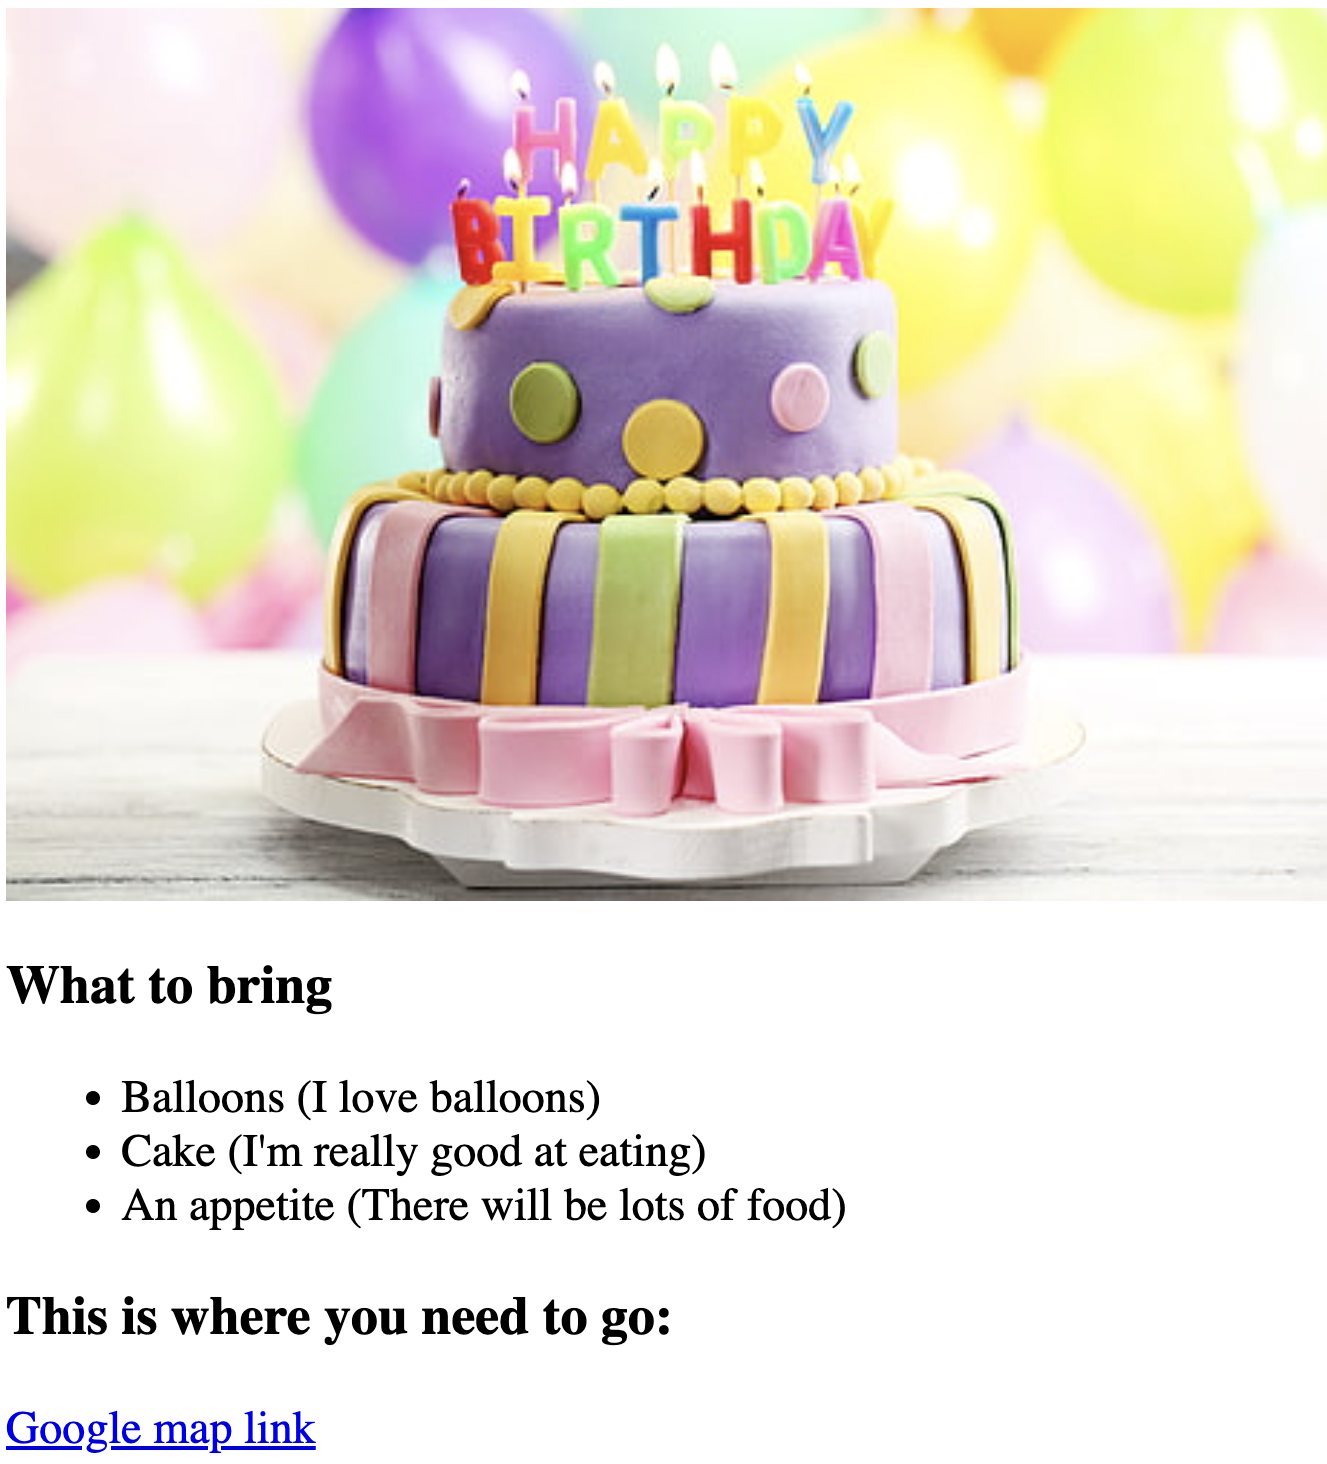 HAPPY
BIRTHDAY
What to bring
Balloons (I love balloons)
Cake (I'm really good at eating)
An appetite (There will be lots of food)
This is where you need to go:
Google map link